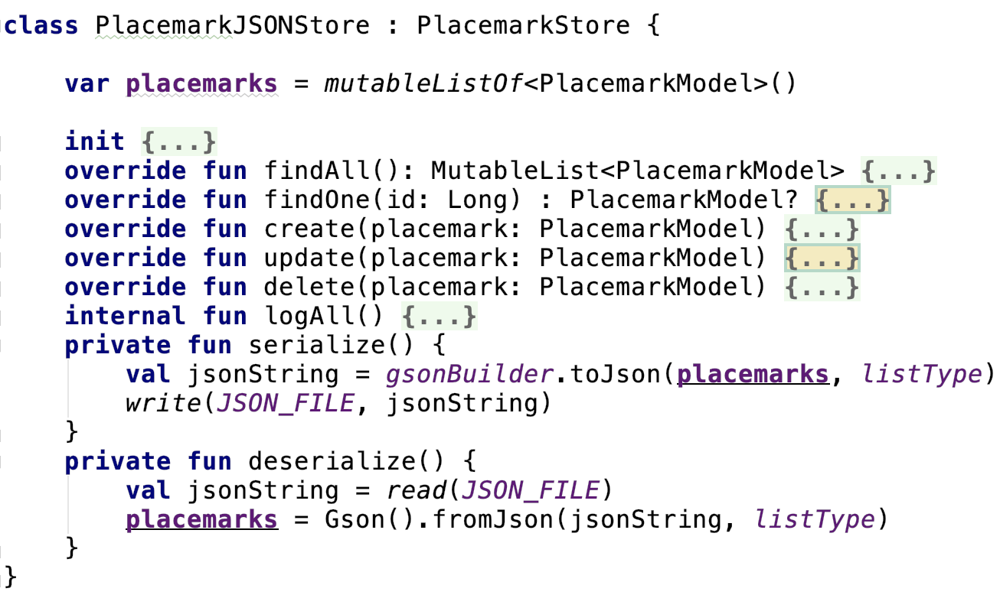 class PlacemarkJSONStore : PlacemarkStore {
var placemarks = mutableListOf<PlacemarkModel>()
init {...}
override fun findAll(): MutableList<PlacemarkModel> {...}
override fun findOne(id: Long) : PlacemarkModel? {...}
override fun create(placemark: PlacemarkModel) {...}
override fun update(placemark: PlacemarkModel) {...}
override fun delete(placemark: PlacemarkModel) {...}
internal fun logAll() {...}
private fun serialize() {
val jsonString = gsonBuilder.toJson(placemarks, listType)
write(JSON_FILE, jsonString)
}
private fun deserialize() {
val jsonString = read(JSON_FILE)
placemarks = Gson().fromJson(jsonString, listType)
}
}